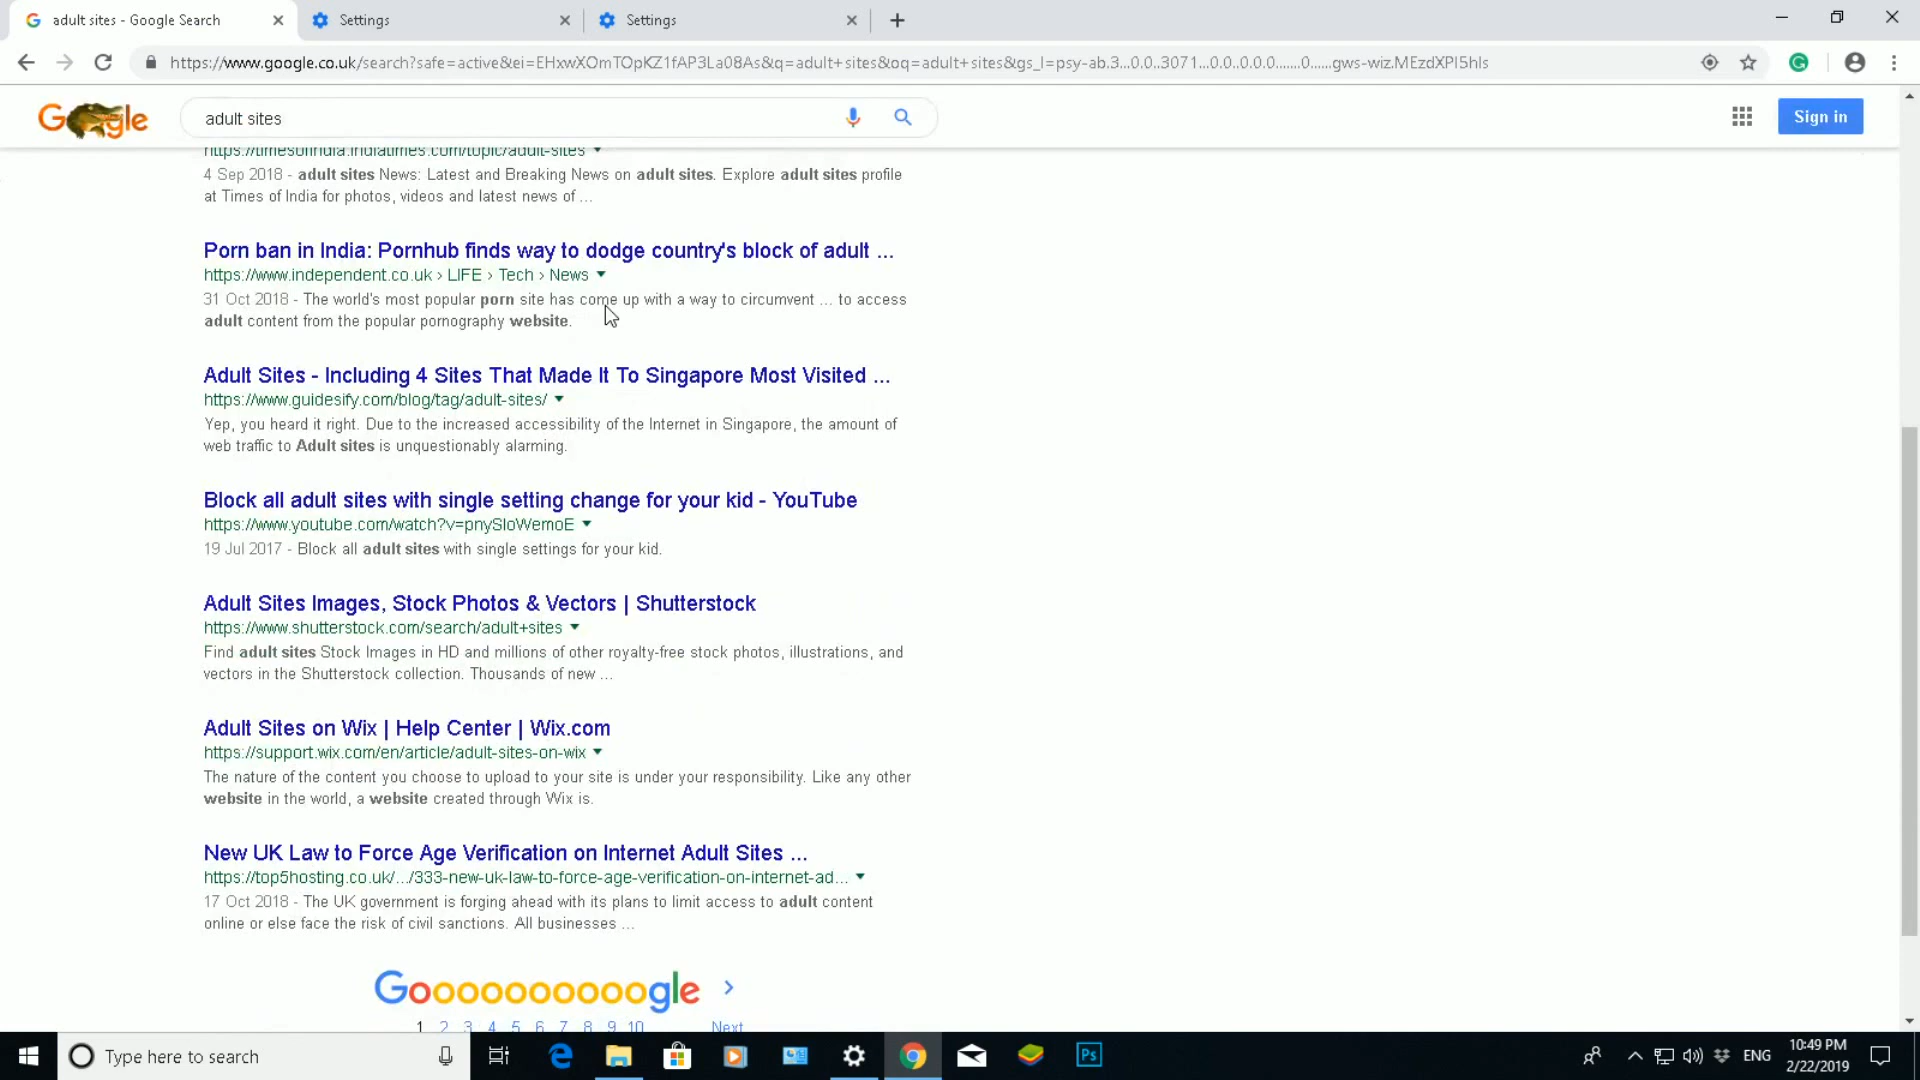 adult sites - Google Search
Settings
Settings
https://www.google.co.uk/search?safe=active&ei=EHxwXOmTOpKZ1fAP3La08As&q=adult+sites&oq=adult+sites&gs_l=psy-ab.3...0.0..3071...0.0..0.0.0.......0......gws-wiz.MEzdXPI5hls
Google
adult sites
Sign in
https://timesofindia.indiatimes.com/topic/adult-sites
4 Sep 2018 - adult sites News: Latest and Breaking News on adult sites. Explore adult sites profile
at Times of India for photos, videos and latest news of ...
Porn ban in India: Pornhub finds way to dodge country's block of adult ...
https://www.independent.co.uk › LIFE › Tech › News
31 Oct 2018 - The world's most popular porn site has come up with a way to circumvent ... to access
adult content from the popular pornography website.
Adult Sites - Including 4 Sites That Made It To Singapore Most Visited ...
https://www.guidesify.com/blog/tag/adult-sites/
Yep, you heard it right. Due to the increased accessibility of the Internet in Singapore, the amount of
web traffic to Adult sites is unquestionably alarming.
Block all adult sites with single setting change for your kid - YouTube
https://www.youtube.com/watch?v=pnySloWemoE
19 Jul 2017 - Block all adult sites with single settings for your kid.
Adult Sites Images, Stock Photos & Vectors | Shutterstock
https://www.shutterstock.com/search/adult+sites
Find adult sites Stock Images in HD and millions of other royalty-free stock photos, illustrations, and
vectors in the Shutterstock collection. Thousands of new ...
Adult Sites on Wix | Help Center | Wix.com
https://support.wix.com/en/article/adult-sites-on-wix
The nature of the content you choose to upload to your site is under your responsibility. Like any other
website in the world, a website created through Wix is.
New UK Law to Force Age Verification on Internet Adult Sites ...
https://top5hosting.co.uk/.../333-new-uk-law-to-force-age-verification-on-internet-ad...
17 Oct 2018 - The UK government is forging ahead with its plans to limit access to adult content
online or else face the risk of civil sanctions. All businesses ...
Goooooooooogle
1 2 3 4 5 6 7 8 9 10 Next
Type here to search
Ps
ENG
10:49 PM
2/22/2019